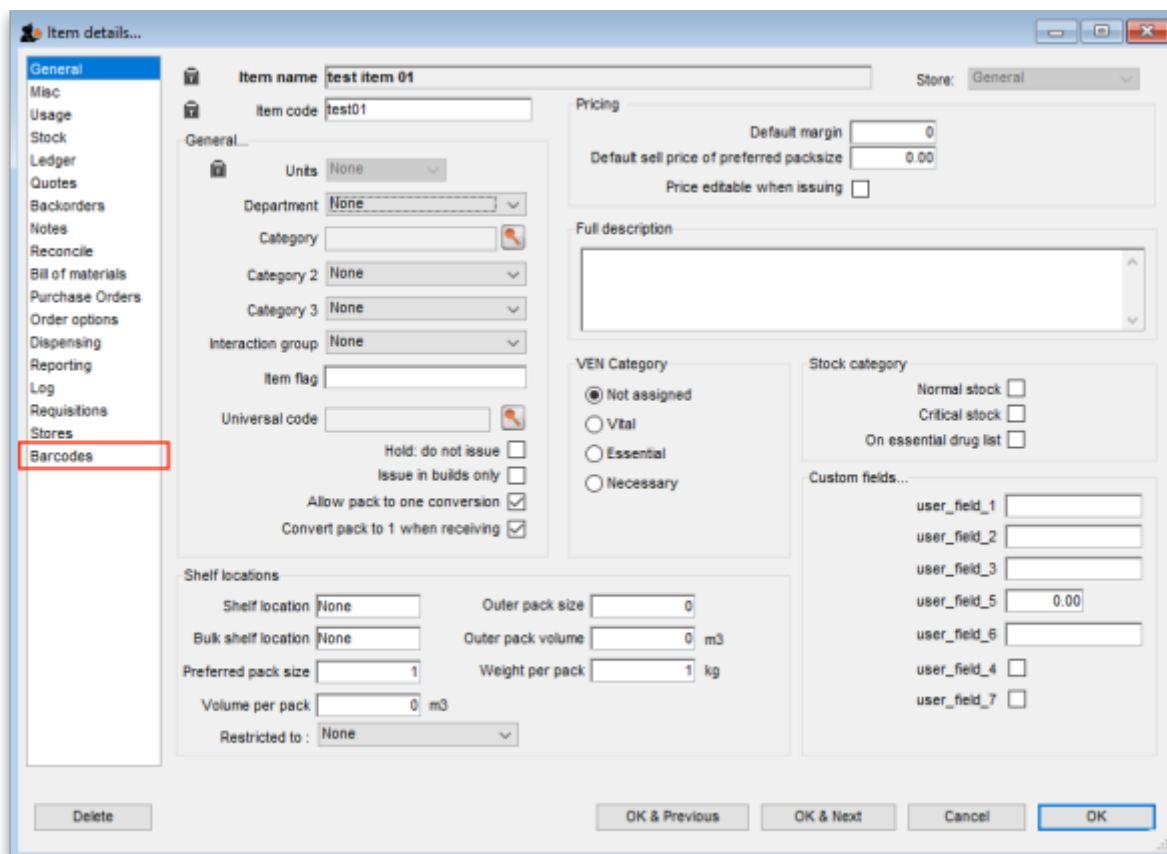 Item details...
General
Misc
Usage
Stock
Ledger
Quotes
Backorders
Notes
Reconcile
Bill of materials
Purchase Orders
Order options
Dispensing
Reporting
Log
Requisitions
Stores
Barcodes
Item name test item 01
Store: General
Item code test01
General...
Units None
Department None
Category
Category 2 None
Category 3 None
Interaction group None
Item flag
Universal code
Hold: do not issue
Issue in builds only
Allow pack to one conversion
Convert pack to 1 when receiving
Pricing
Default margin 0
Default sell price of preferred packsize 0.00
Price editable when issuing
Full description
VEN Category
Not assigned
Vital
Essential
Necessary
Stock category
Normal stock
Critical stock
On essential drug list
Custom fields...
user_field_1
user_field_2
user_field_3
user_field_5 0.00
user_field_6
user_field_4
user_field_7
Shelf locations
Shelf location None
Outer pack size 0
Bulk shelf location None
Outer pack volume 0 m3
Preferred pack size 1
Weight per pack 1 kg
Volume per pack 0 m3
Restricted to : None
Delete
OK & Previous
OK & Next
Cancel
OK